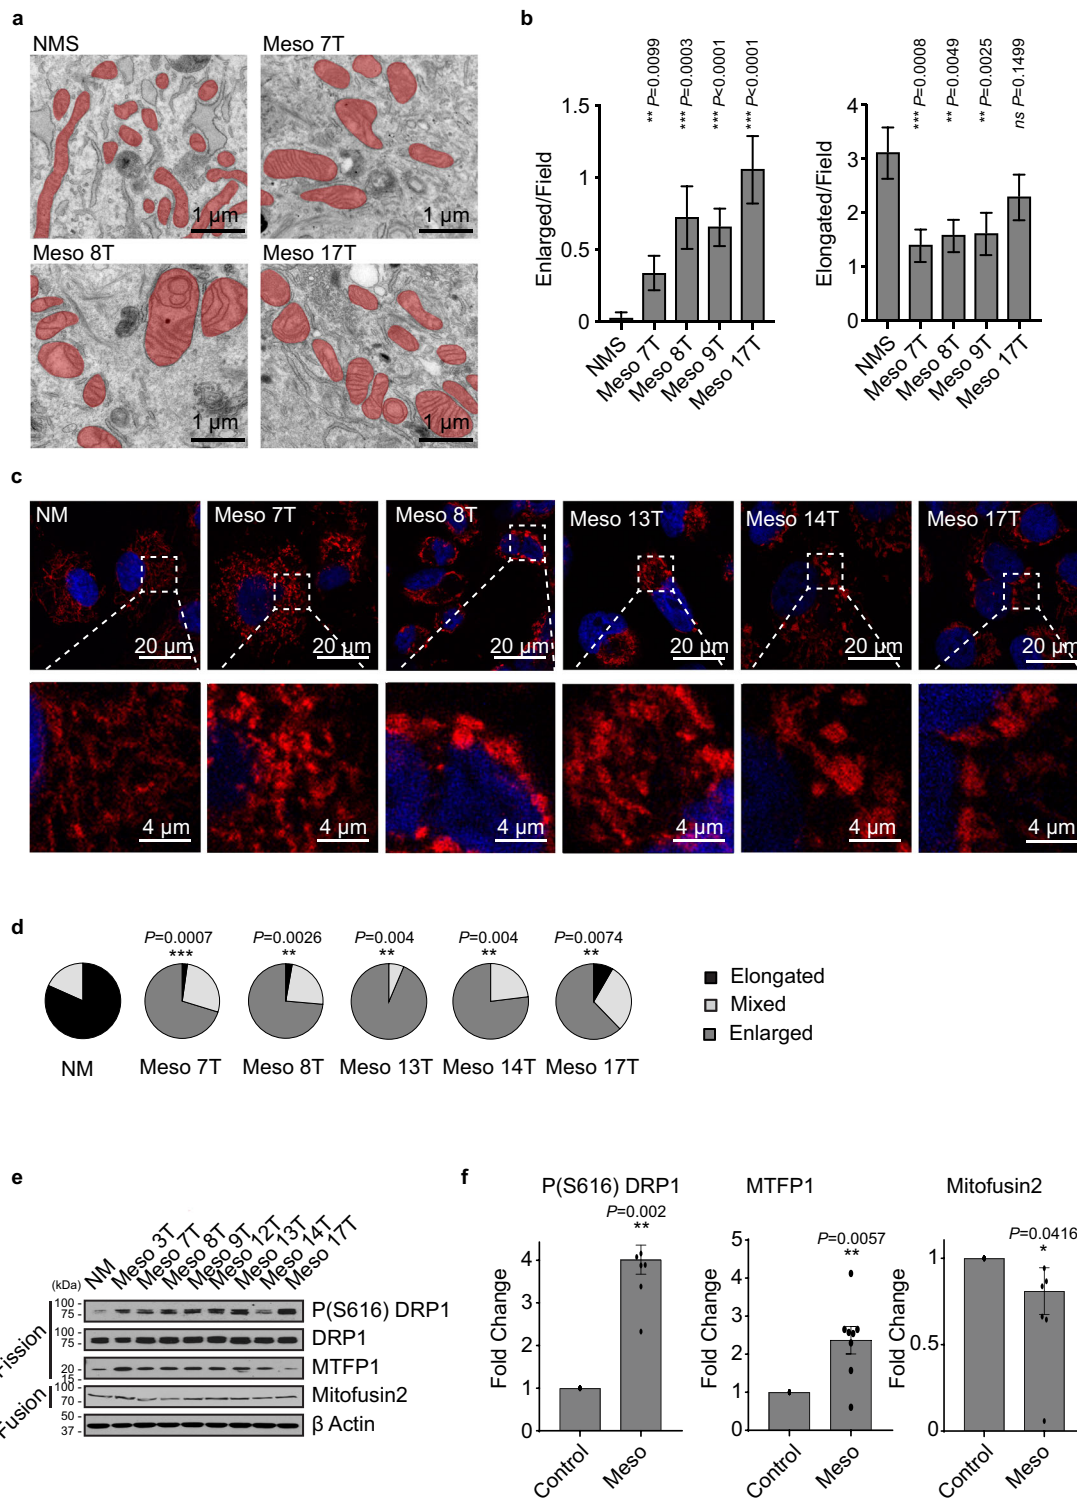 a
NMS
Meso 7T
1 µm
1 µm
Meso 8T
Meso 17T
1 µm
1 µm
b
Enlarged/Field
1.5
1
0.5
0
** P=0.0099
*** P=0.0003
*** P<0.0001
*** P<0.0001
NMS
Meso 7T
Meso 8T
Meso 9T
Meso 17T
Elongated/Field
4
3
2
1
0
*** P=0.0008
** P=0.0049
** P=0.0025
ns P=0.1499
NMS
Meso 7T
Meso 8T
Meso 9T
Meso 17T
c
NM
Meso 7T
Meso 8T
Meso 13T
Meso 14T
Meso 17T
20 µm
20 µm
20 µm
20 µm
20 µm
20 µm
4 µm
4 µm
4 µm
4 µm
4 µm
4 µm
d
P=0.0007
***
P=0.0026
**
P=0.004
**
P=0.004
**
P=0.0074
**
NM
Meso 7T
Meso 8T
Meso 13T
Meso 14T
Meso 17T
Elongated
Mixed
Enlarged
e
(kDa)
NM
Meso 3T
Meso 7T
Meso 8T
Meso 9T
Meso 12T
Meso 13T
Meso 14T
Meso 17T
Fission
Fusion
100 -
75 -
P(S616) DRP1
100 -
75 -
DRP1
20 -
15 -
MTFP1
100 -
70 -
Mitofusin2
50 -
37 -
β Actin
f
P(S616) DRP1
P=0.002
**
Fold Change
4
3
2
1
0
Control
Meso
MTFP1
P=0.0057
**
Fold Change
5
4
3
2
1
0
Control
Meso
Mitofusin2
P=0.0416
*
Fold Change
1
0.5
0
Control
Meso